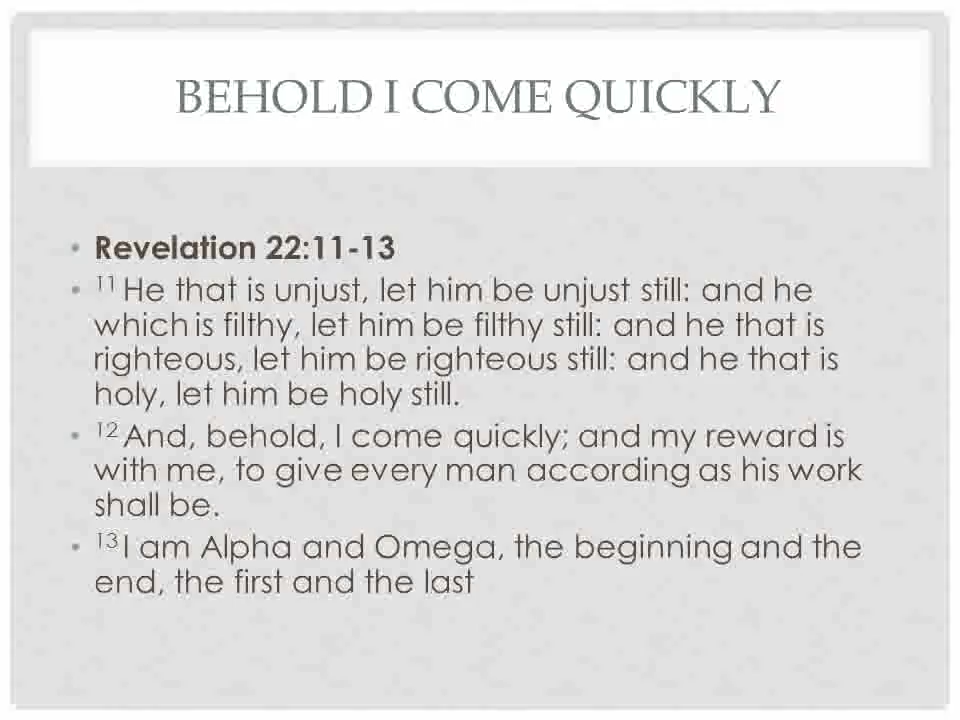 BEHOLD I COME QUICKLY
• Revelation 22:11-13
• 11 He that is unjust, let him be unjust still: and he
which is filthy, let him be filthy still: and he that is
righteous, let him be righteous still: and he that is
holy, let him be holy still.
• 12 And, behold, I come quickly; and my reward is
with me, to give every man according as his work
shall be.
• 13 I am Alpha and Omega, the beginning and the
end, the first and the last